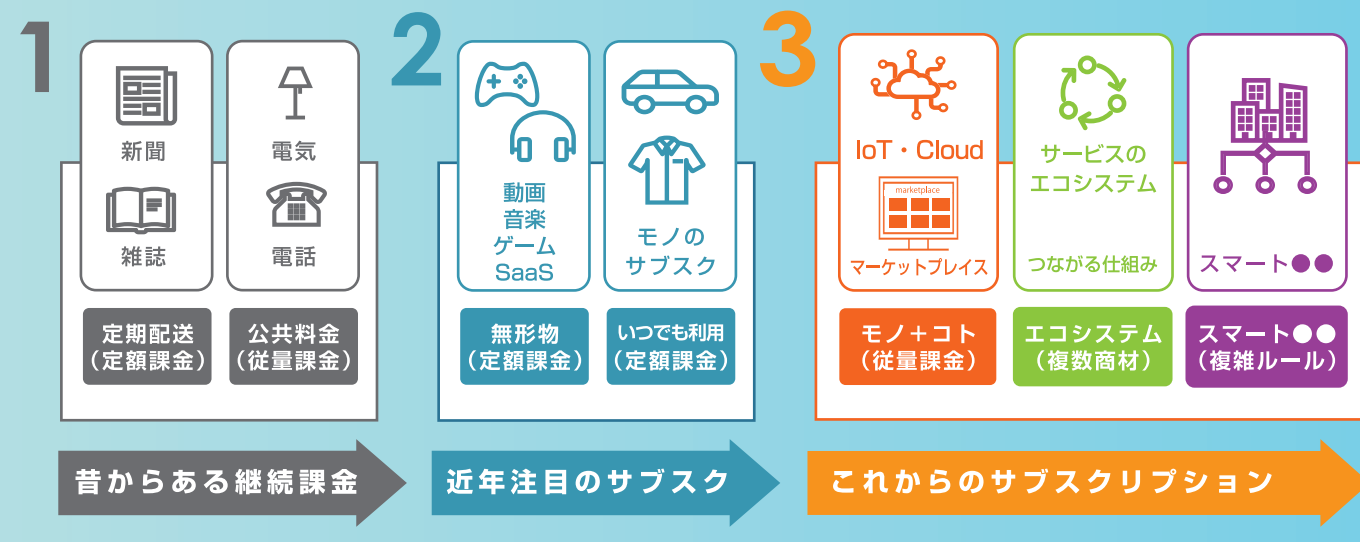 1
新聞
雑誌
定期配送
（定額課金）
電気
電話
公共料金
（従量課金）
昔からある継続課金
2
動画
音楽
ゲーム
SaaS
無形物
（定額課金）
モノの
サブスク
いつでも利用
（定額課金）
近年注目のサブスク
3
IoT・Cloud
marketplace
マーケットプレイス
モノ＋コト
（従量課金）
サービスの
エコシステム
つながる仕組み
エコシステム
（複数商材）
スマート●●
スマート●●
（複雑ルール）
これからのサブスクリプション